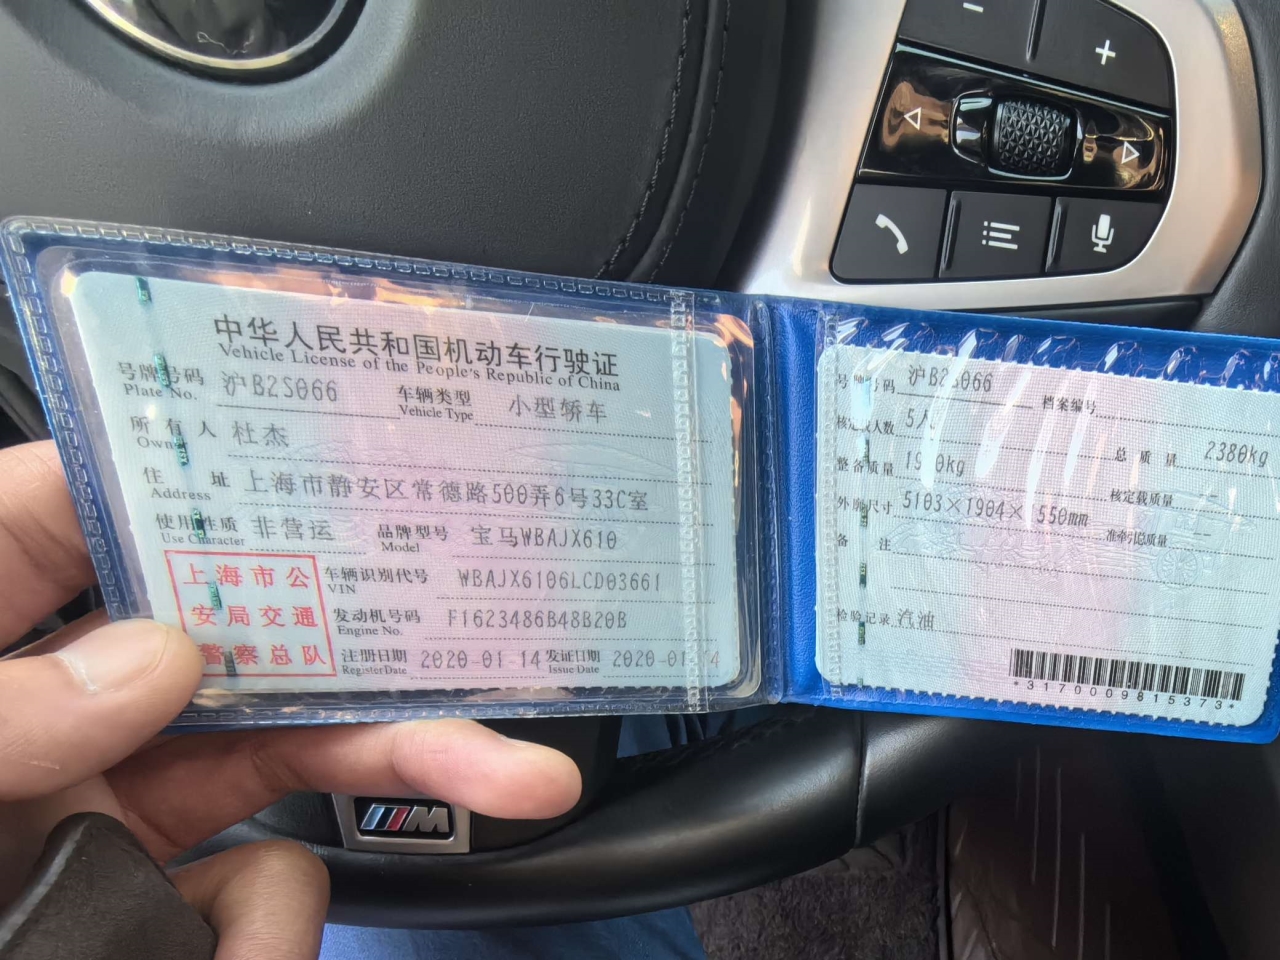 中华人民共和国机动车行驶证
Vehicle License of the People's Republic of China
号牌号码 Plate No. 沪B2S066 车辆类型 Vehicle Type 小型轿车
所有人 Owner 杜杰
住址 Address 上海市静安区常德路500弄6号33C室
使用性质 Use Character 非营运 品牌型号 Model 宝马WBAJX610
上海市公
安局交通
警察总队
车辆识别代号 VIN WBAJX6106LCD03661
发动机号码 Engine No. F1623486B48B20B
注册日期 RegisterDate 2020-01-14 发证日期 Issue Date 2020-01-14
号牌号码 沪B2S066 档案编号
核定载人数 5人 总质量 2380kg
整备质量 核定载质量 --
外廓尺寸 5103×1904×1550mm 准牵引总质量 --
备注
检验记录 汽油
*3170009815373*
M